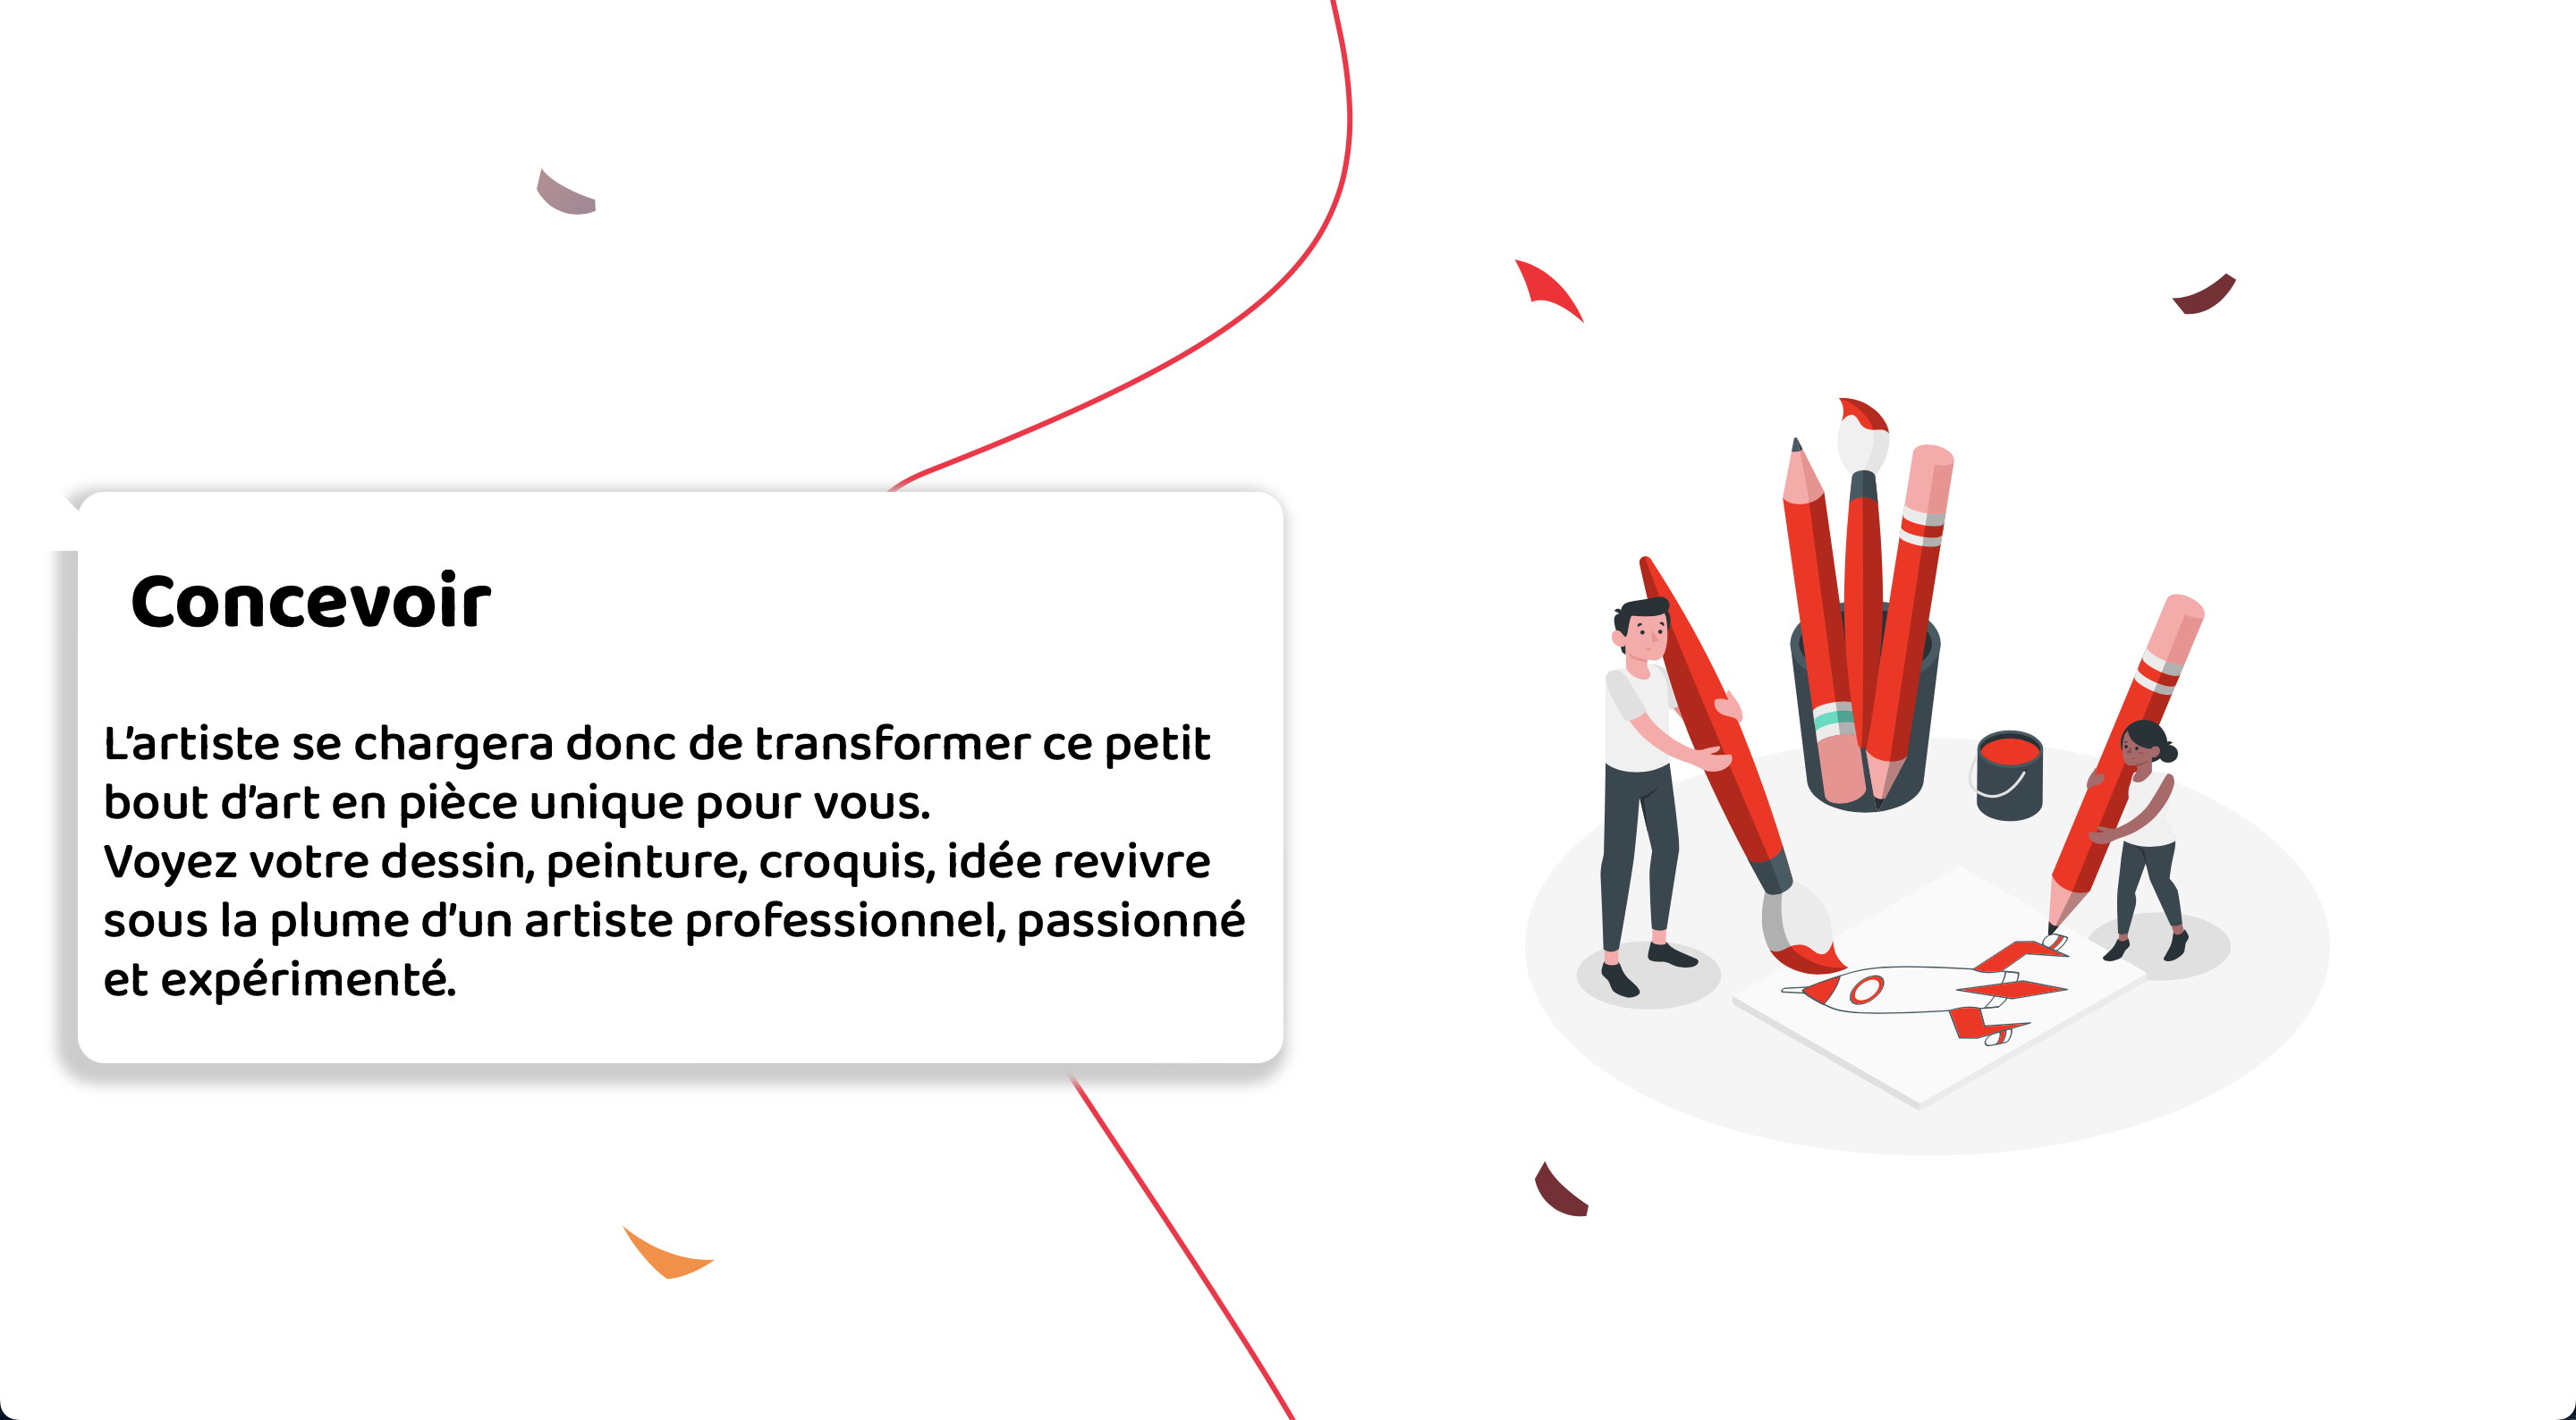 Concevoir
L’artiste se chargera donc de transformer ce petit
bout d’art en pièce unique pour vous.
Voyez votre dessin, peinture, croquis, idée revivre
sous la plume d’un artiste professionnel, passionné
et expérimenté.